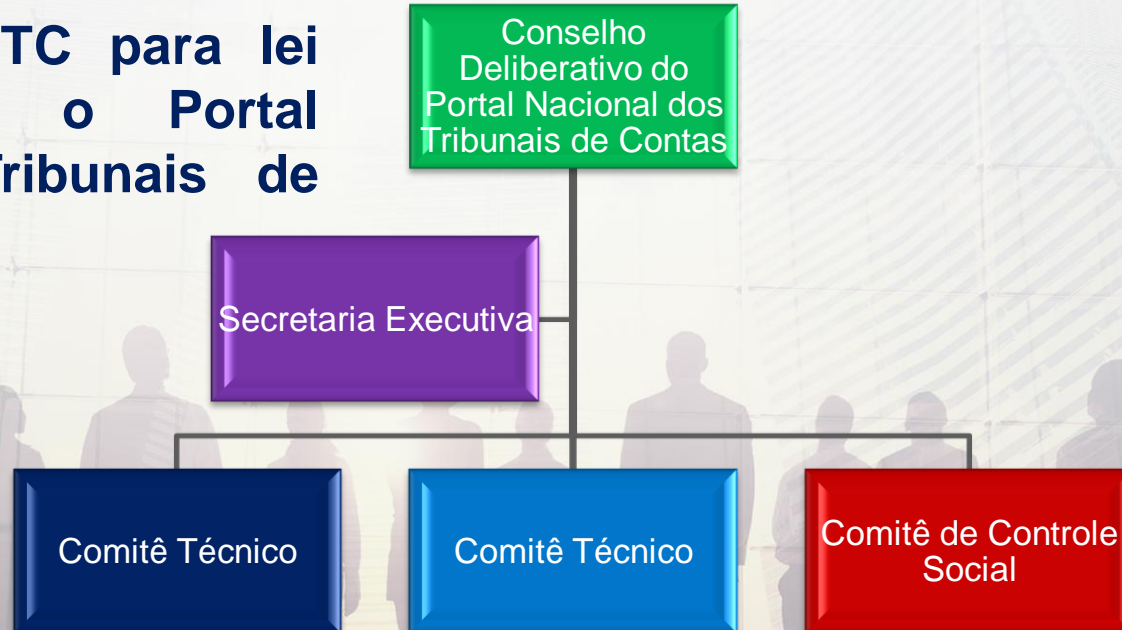 TC para lei
o Portal
Tribunais de
Conselho
Deliberativo do
Portal Nacional dos
Tribunais de Contas
Secretaria Executiva
Comitê Técnico
Comitê Técnico
Comitê de Controle
Social